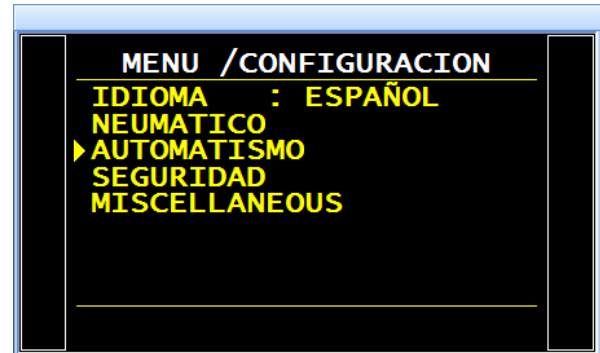 MENU /CONFIGURACION
IDIOMA : ESPAÑOL
NEUMATICO
AUTOMATISMO
SEGURIDAD
MISCELLANEOUS